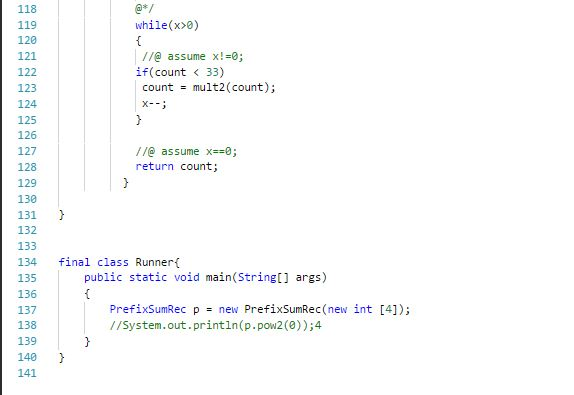 118 @*/
119 while(x>0)
120 {
121 //@ assume x!=0;
122 if(count < 33)
123 count = mult2(count);
124 x--;
125 }
126
127 //@ assume x==0;
128 return count;
129 }
130
131 }
132
133
134 final class Runner{
135 public static void main(String[] args)
136 {
137 PrefixSumRec p = new PrefixSumRec(new int [4]);
138 //System.out.println(p.pow2(0));4
139 }
140 }
141